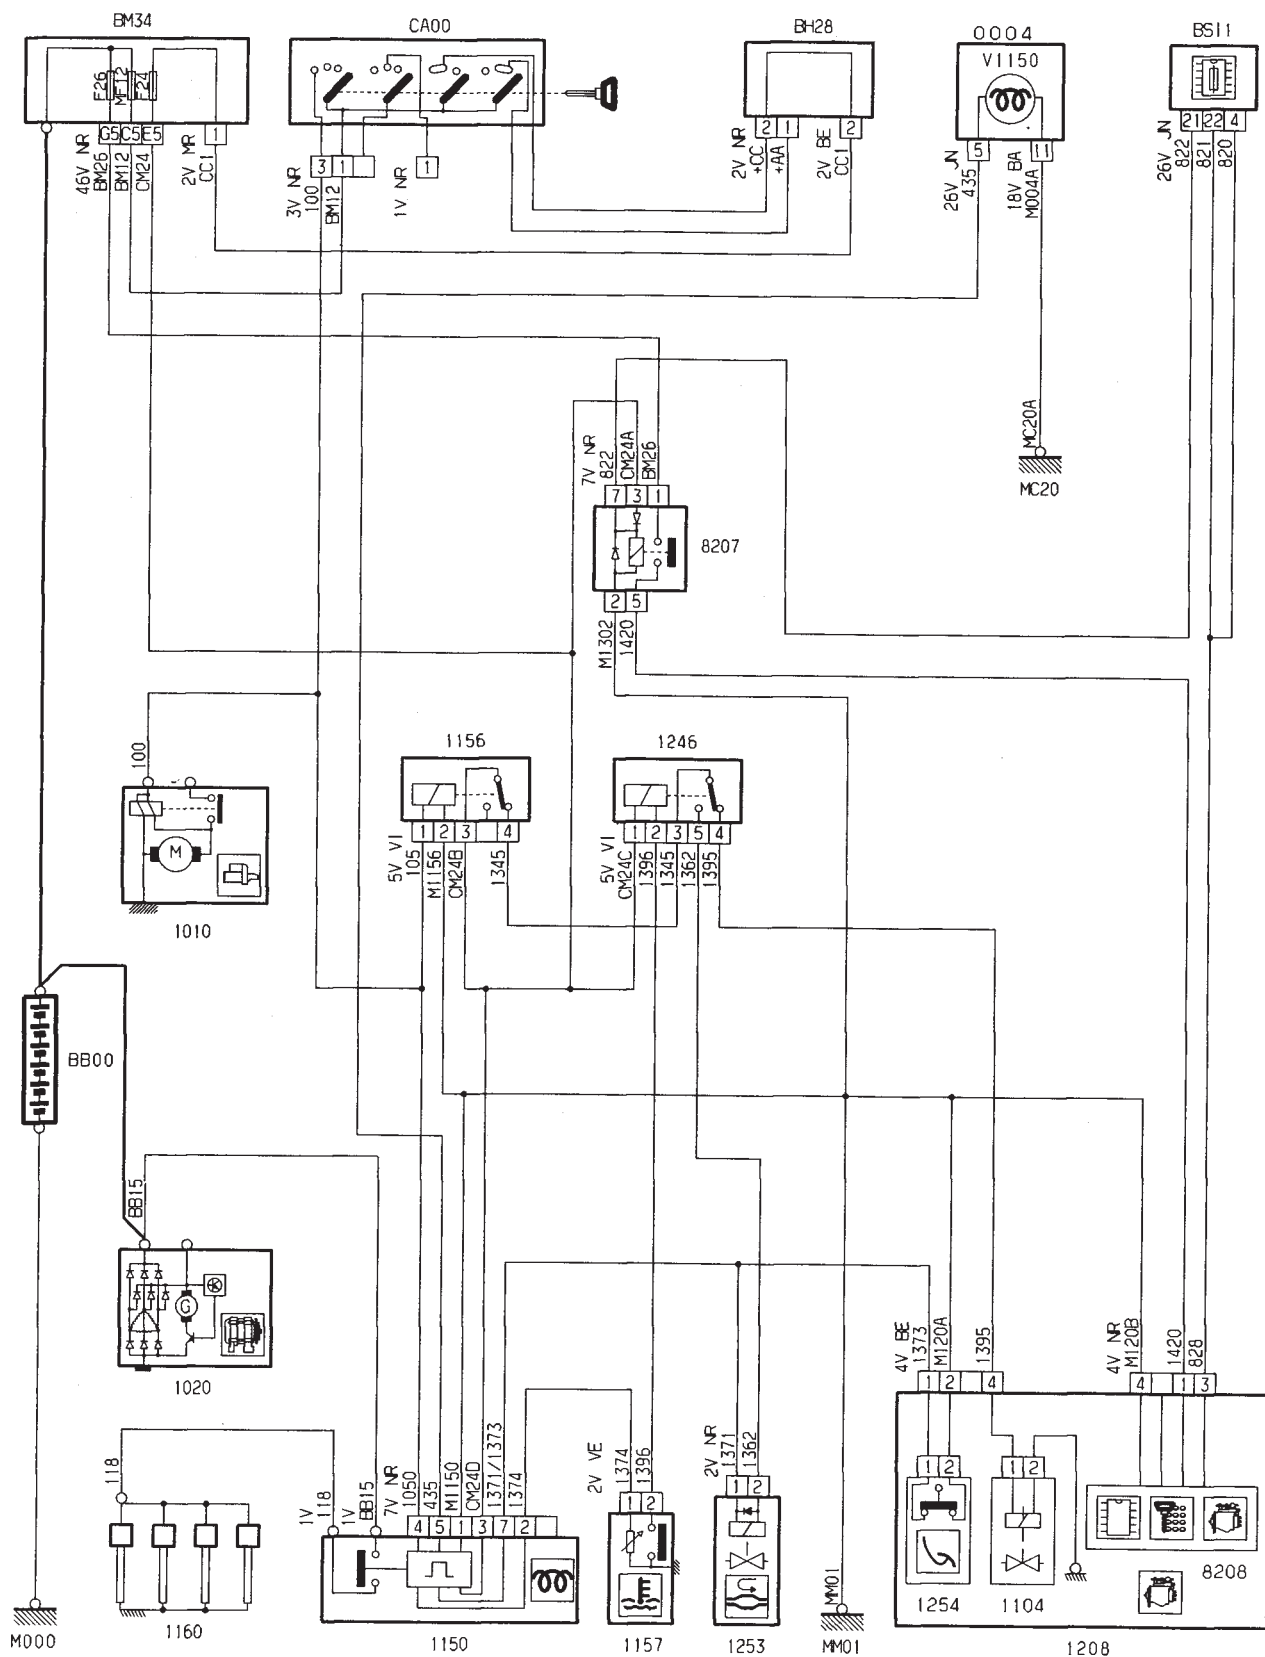 BM34
CA00
BH28
0004
BSI1
V1150
F26
MF12
F24
G5 C5 E5
1
3 1
1
2 1
2
5
11
21 22 4
46V NR
BM26
BM12
CM24
2V MR
CC1
3V NR
100
BM12
1V NR
2V NR
+CC
+AA
2V BE
CC1
26V JN
435
18V BA
M004A
26V JN
822
821
820
MC20A
MC20
7V NR
822
CM24A
BM26
7 3 1
8207
2 5
M1302
1420
100
M
1010
1156
1 2 3 4
5V VI
105
M1156
CM24B
1345
1246
1 2 3 5 4
5V VI
CM24C
1396
1345
1362
1395
BB00
BB15
G
1020
118
1160
M000
1V
118
1V
BB15
7V NR
1050
435
M1150
CM24D
1371/1373
1374
4 5 1 3 7 2
1150
2V VE
1374
1396
1 2
1157
2V NR
1371
1362
1 2
1253
MM01
MM01
4V BE
1373
M120A
1395
1 2 4
4V NR
M120B
1420
828
4 1 3
1 2
1 2
1254
1104
8208
1208